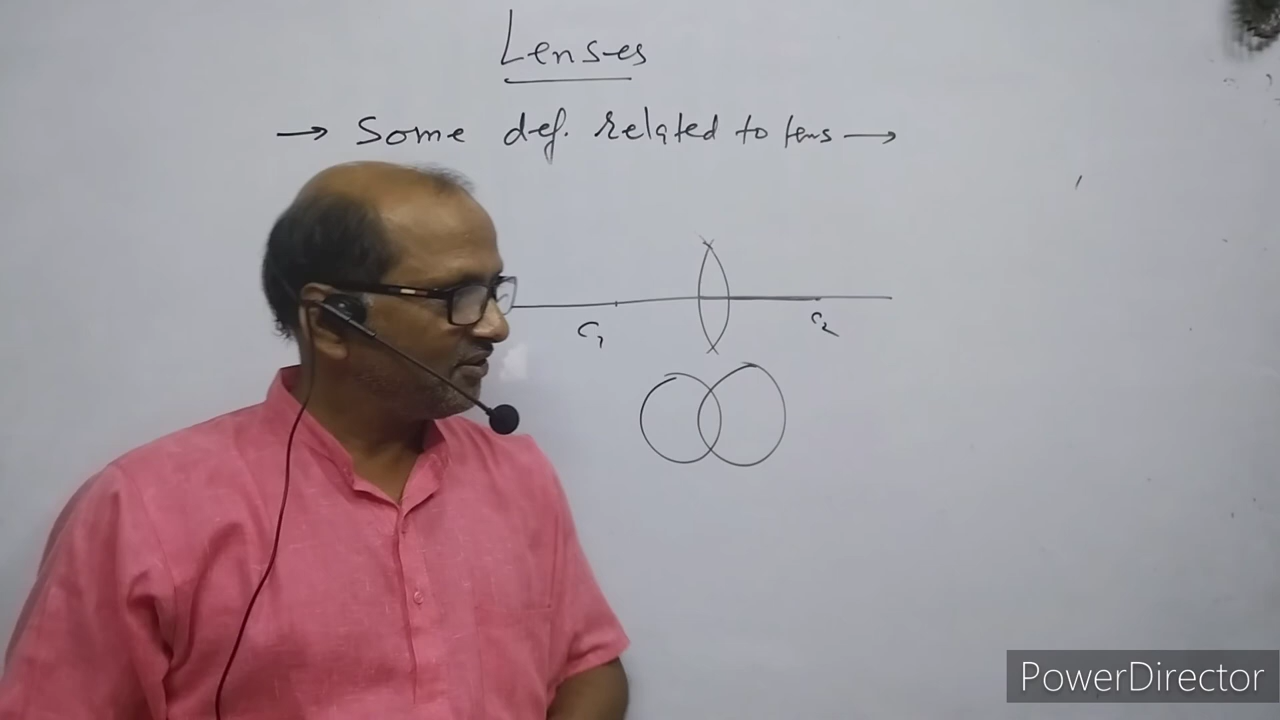 Lenses
→ Some def. related to lens →
C₁
C₂
PowerDirector